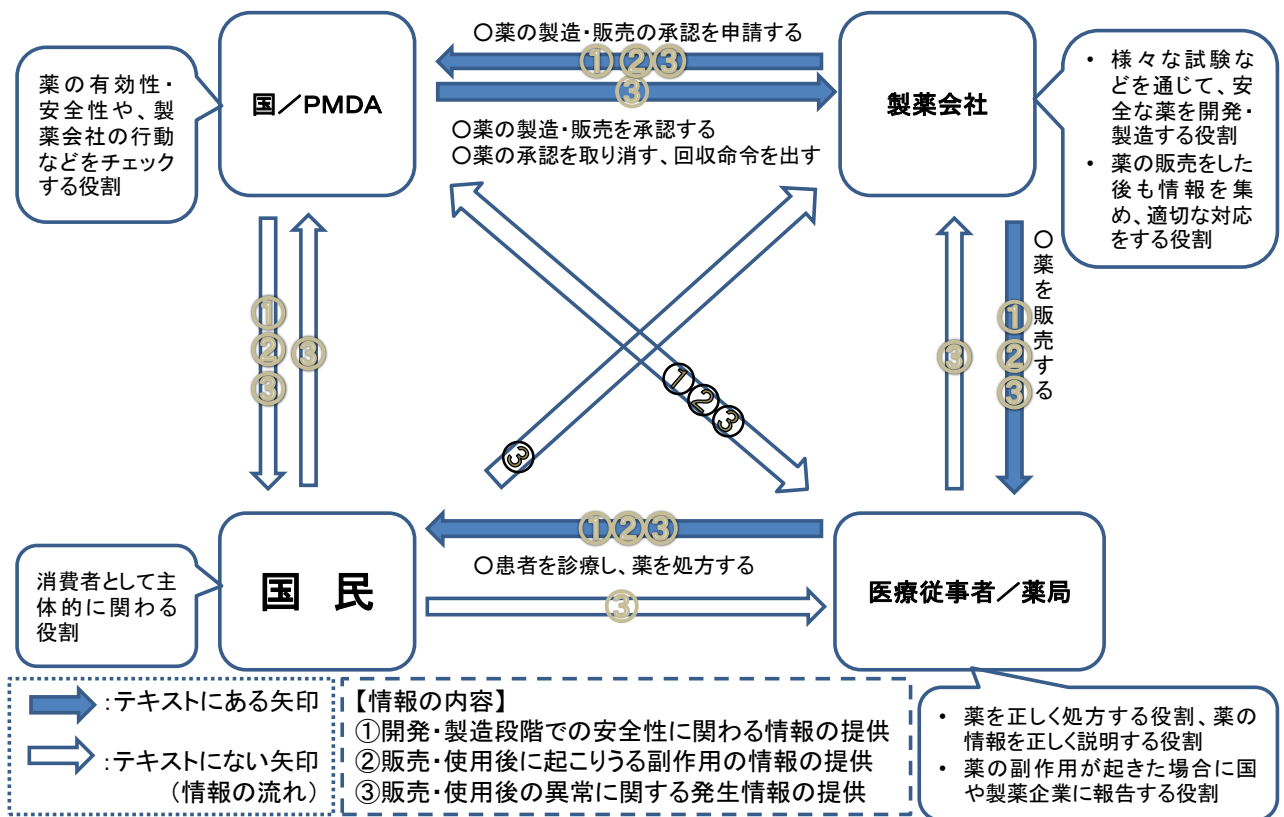 〇薬の製造・販売の承認を申請する
①②③
③
〇薬の製造・販売を承認する
〇薬の承認を取り消す、回収命令を出す
薬の有効性・
安全性や、製
薬会社の行動
などをチェック
する役割
国／PMDA
製薬会社
• 様々な試験な
どを通じて、安
全な薬を開発・
製造する役割
• 薬の販売をした
後も情報を集
め、適切な対応
をする役割
①
②
③
③
①②③
③
③
〇薬を販売する
①
②
③
①②③
〇患者を診療し、薬を処方する
③
消費者として主
体的に関わる
役割
国 民
医療従事者／薬局
• 薬を正しく処方する役割、薬の
情報を正しく説明する役割
• 薬の副作用が起きた場合に国
や製薬企業に報告する役割
：テキストにある矢印
：テキストにない矢印
（情報の流れ）
【情報の内容】
①開発・製造段階での安全性に関わる情報の提供
②販売・使用後に起こりうる副作用の情報の提供
③販売・使用後の異常に関する発生情報の提供